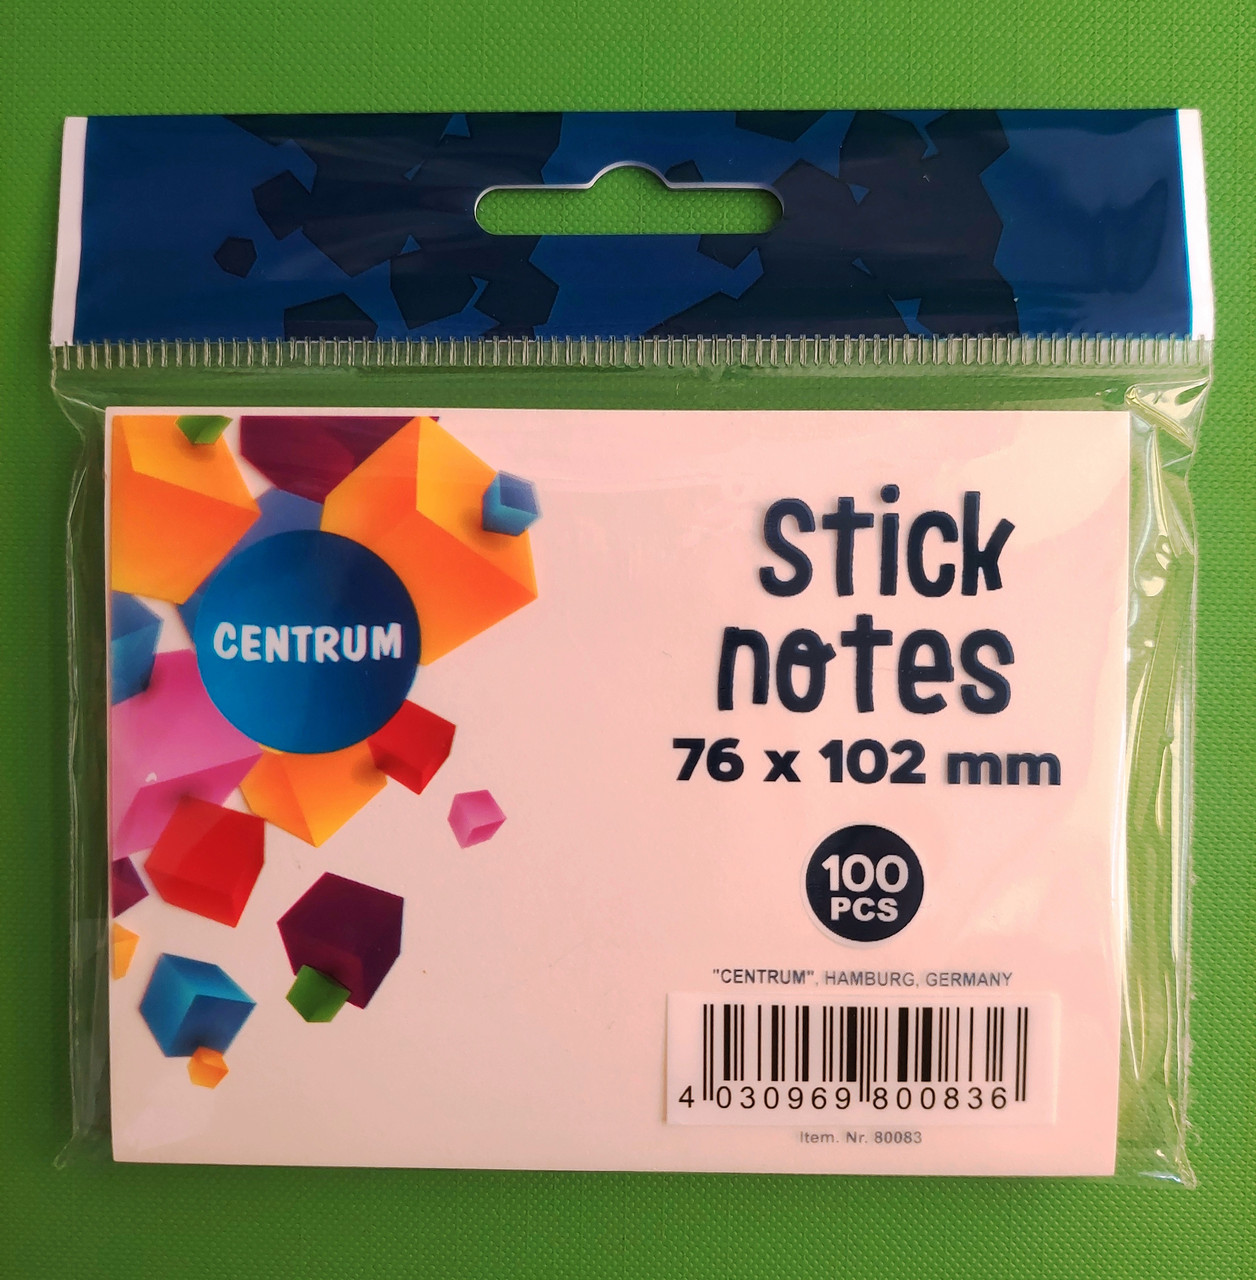 CENTRUM
stick
notes
76 x 102 mm
100
PCS
"CENTRUM", HAMBURG, GERMANY
4 030969 800836
Item. Nr. 80083